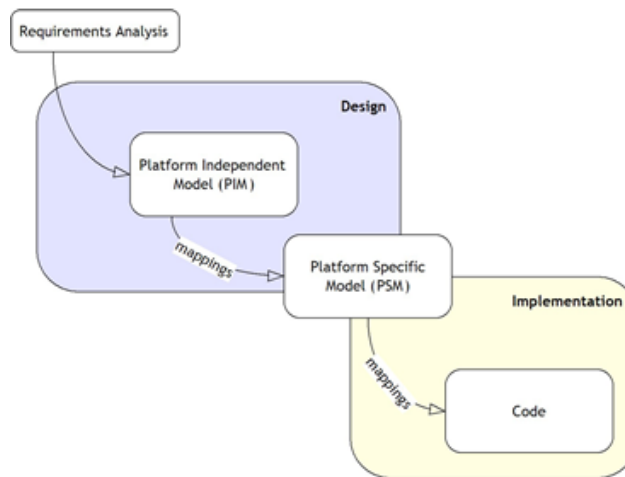 Requirements Analysis
Design
Platform Independent
Model (PIM)
mappings
Platform Specific
Model (PSM)
Implementation
mappings
Code